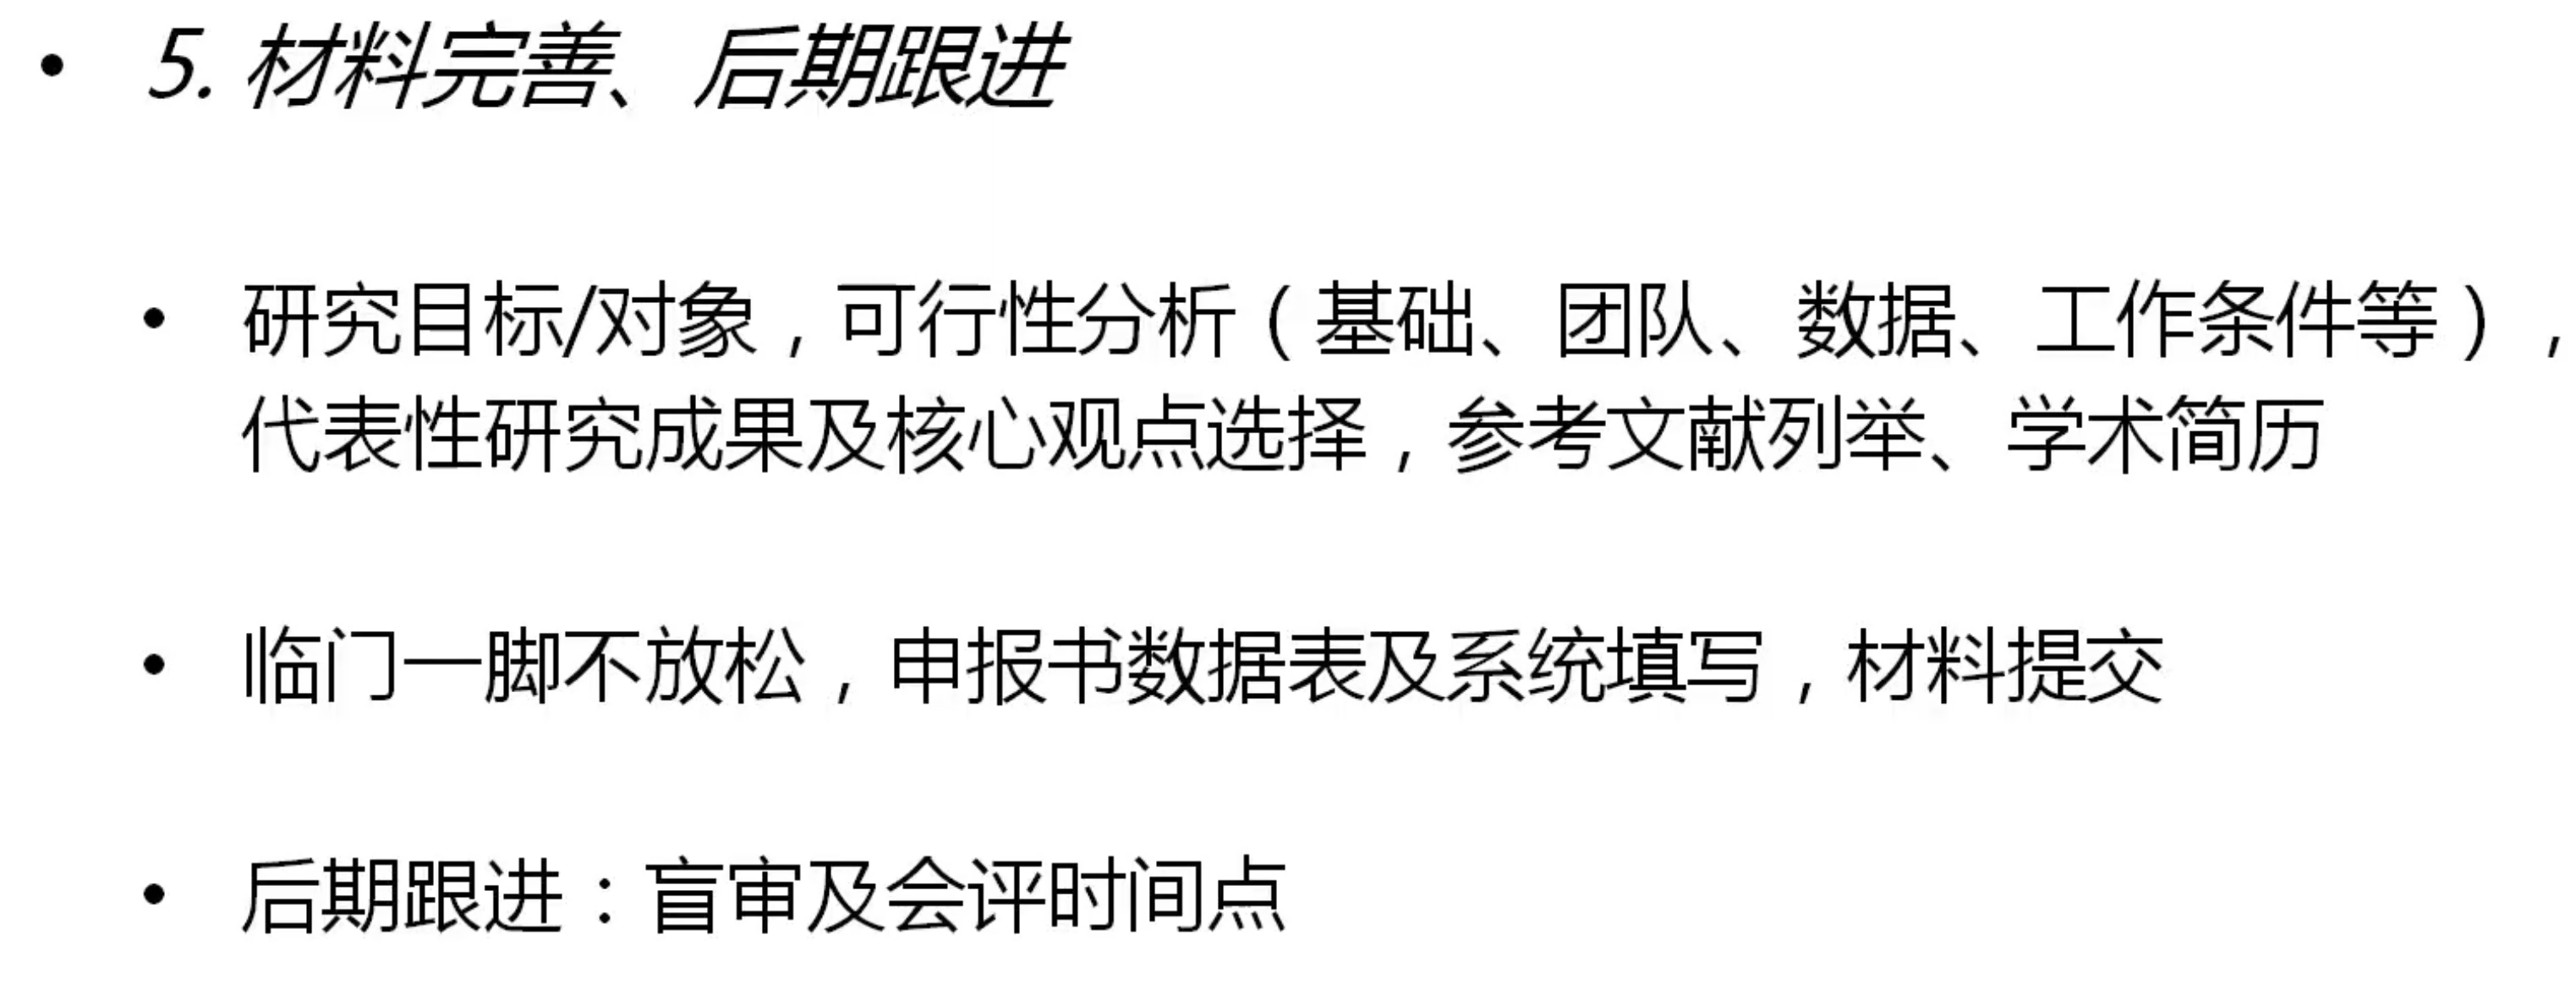 • 5. 材料完善、后期跟进
• 研究目标/对象，可行性分析（基础、团队、数据、工作条件等），
代表性研究成果及核心观点选择，参考文献列举、学术简历
• 临门一脚不放松，申报书数据表及系统填写，材料提交
• 后期跟进：盲审及会评时间点